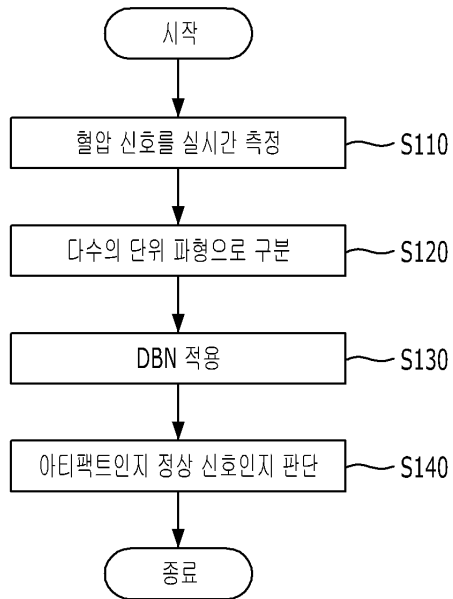 시작
혈압 신호를 실시간 측정
S110
다수의 단위 파형으로 구분
S120
DBN 적용
S130
아티팩트인지 정상 신호인지 판단
S140
종료